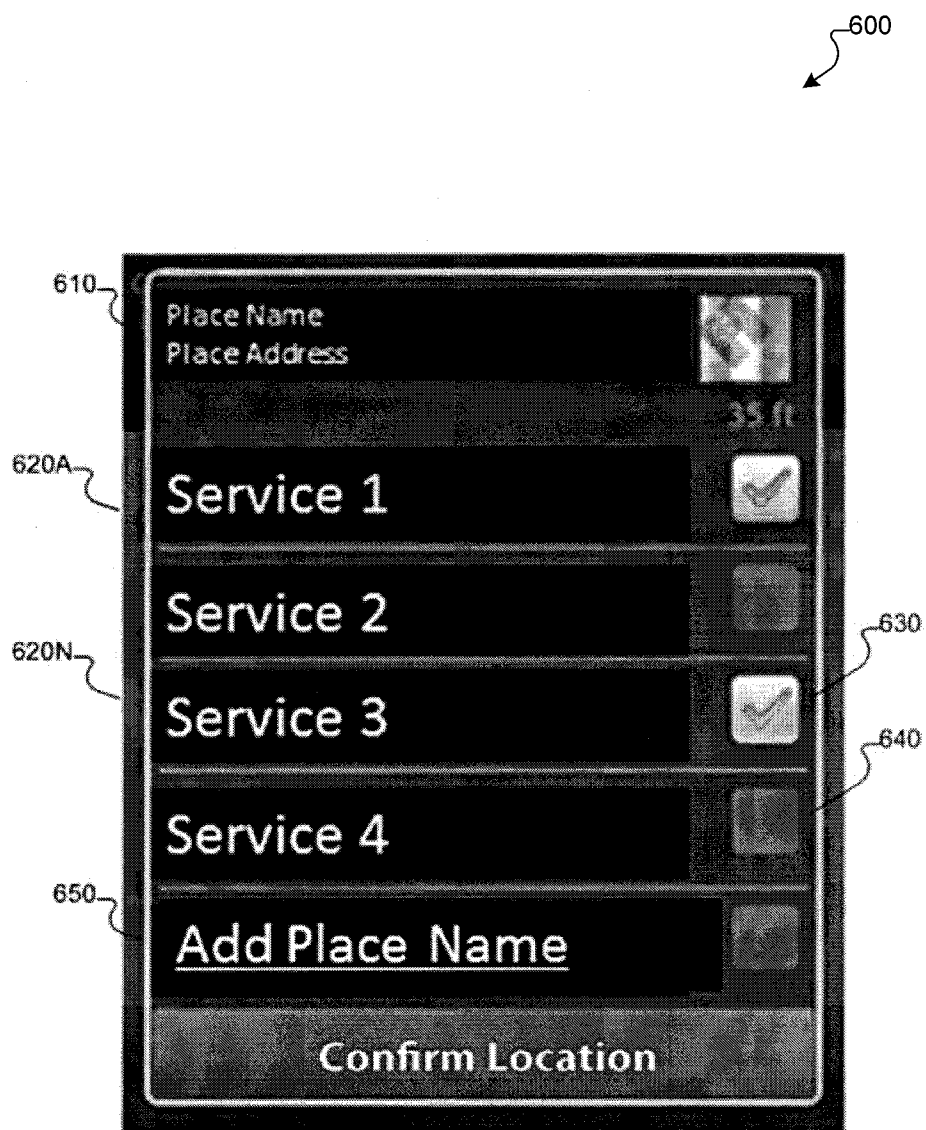 600
610
Place Name
Place Address
35 ft
620A
Service 1
Service 2
620N
630
Service 3
640
Service 4
650
Add Place Name
Confirm Location